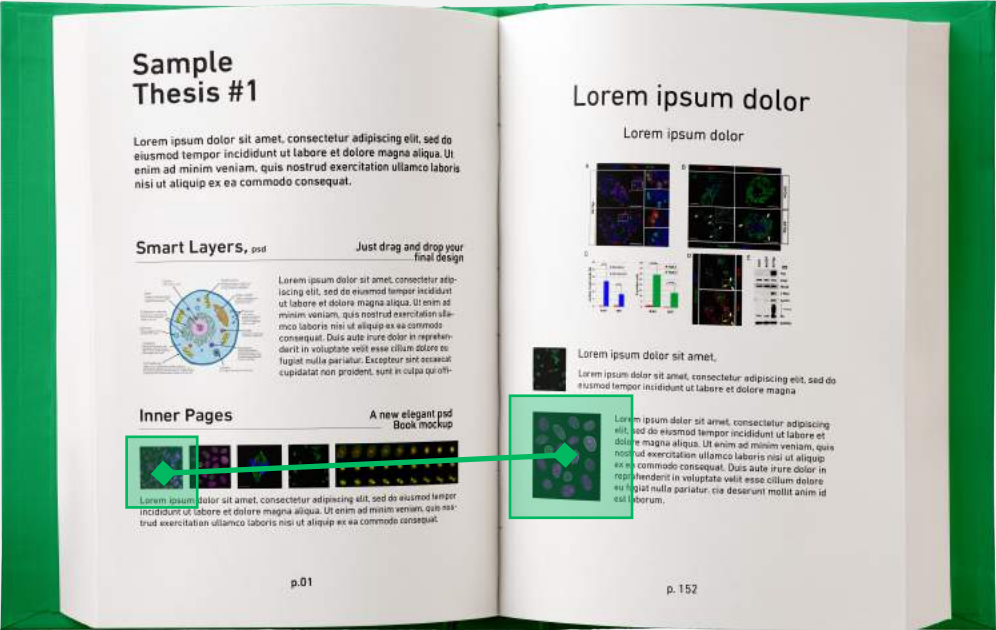 Sample
Thesis #1
Lorem ipsum dolor sit amet, consectetur adipiscing elit, sed do
eiusmod tempor incididunt ut labore et dolore magna aliqua. Ut
enim ad minim veniam, quis nostrud exercitation ullamco laboris
nisi ut aliquip ex ea commodo consequat.
Smart Layers, psd
Just drag and drop your
final design
Lorem ipsum dolor sit amet, consectetur adip-
iscing elit, sed do eiusmod tempor incididunt
ut labore et dolore magna aliqua. Ut enim ad
minim veniam, quis nostrud exercitation ulla-
mco laboris nisi ut aliquip ex ea commodo
consequat. Duis aute irure dolor in reprehen-
derit in voluptate velit esse cillum dolore eu
fugiat nulla pariatur. Excepteur sint occaecat
cupidatat non proident, sunt in culpa qui offi-
Inner Pages
A new elegant psd
Book mockup
Lorem ipsum dolor sit amet, consectetur adipiscing elit, sed do eiusmod tempor
incididunt ut labore et dolore magna aliqua. Ut enim ad minim veniam, quis nos-
trud exercitation ullamco laboris nisi ut aliquip ex ea commodo consequat.
p.01
Lorem ipsum dolor
Lorem ipsum dolor
A
B
C
D
E
Lorem ipsum dolor sit amet,
Lorem ipsum dolor sit amet, consectetur adipiscing elit, sed do
eiusmod tempor incididunt ut labore et dolore magna
Lorem ipsum dolor sit amet, consectetur adipiscing
elit, sed do eiusmod tempor incididunt ut labore et
dolore magna aliqua. Ut enim ad minim veniam, quis
nostrud exercitation ullamco laboris nisi ut aliquip
ex ea commodo consequat. Duis aute irure dolor in
reprehenderit in voluptate velit esse cillum dolore
eu fugiat nulla pariatur. cia deserunt mollit anim id
est laborum.
p. 152